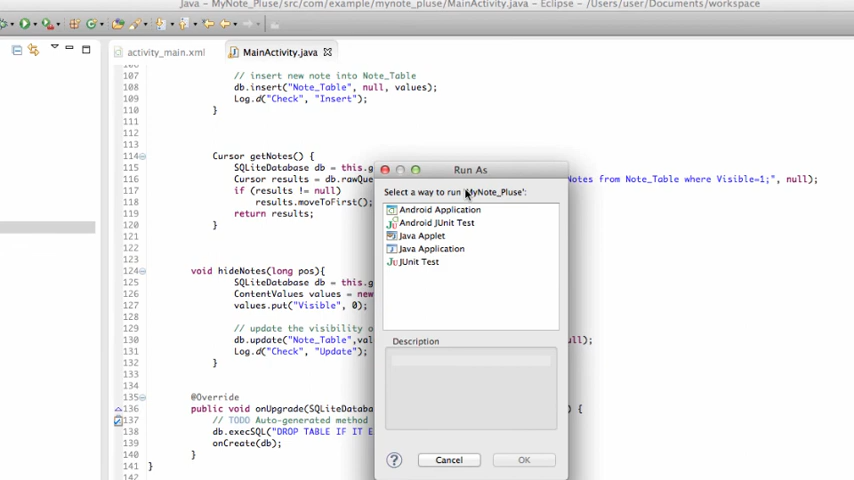 Java - MyNote_Pluse/src/com/example/mynote_pluse/MainActivity.java - Eclipse - /Users/user/Documents/workspace
activity_main.xml
MainActivity.java
107 // insert new note into Note_Table
108 db.insert("Note_Table", null, values);
109 Log.d("Check", "Insert");
110 }
111
112
113
114 Cursor getNotes() {
115 SQLiteDatabase db = this.g
116 Cursor results = db.rawQue
Notes from Note_Table where Visible=1;", null);
117 if (results != null)
118 results.moveToFirst();
119 return results;
120 }
121
122
123
124 void hideNotes(long pos){
125 SQLiteDatabase db = this.g
126 ContentValues values = new
127 values.put("Visible", 0);
128
129 // update the visibility o
130 db.update("Note_Table",val
ull);
131 Log.d("Check", "Update");
132 }
133
134
135 @Override
136 public void onUpgrade(SQLiteDatab
) {
137 // TODO Auto-generated method
138 db.execSQL("DROP TABLE IF IT E
139 onCreate(db);
140 }
141 }
142
Run As
Select a way to run 'MyNote_Pluse':
Android Application
Android JUnit Test
Java Applet
Java Application
JUnit Test
Description
Cancel
OK